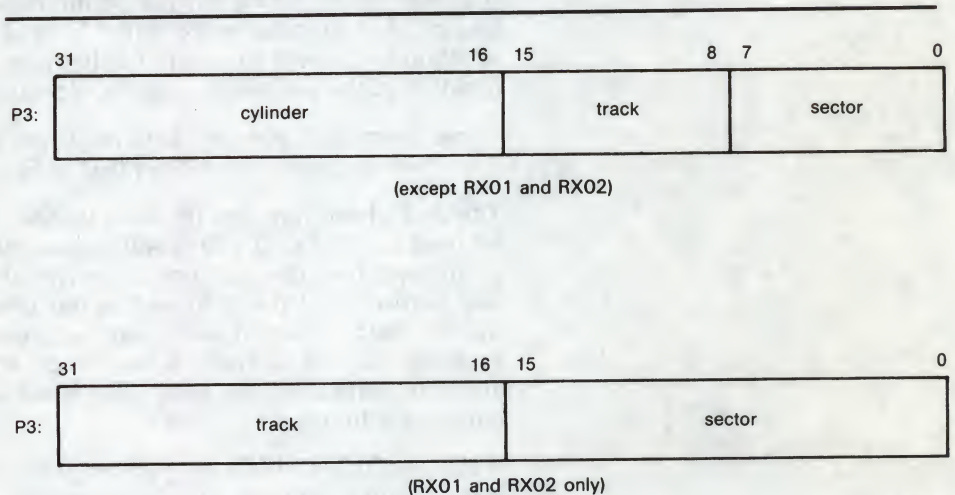 31 16 15 8 7 0
P3: cylinder track sector
(except RX01 and RX02)
31 16 15 0
P3: track sector
(RX01 and RX02 only)